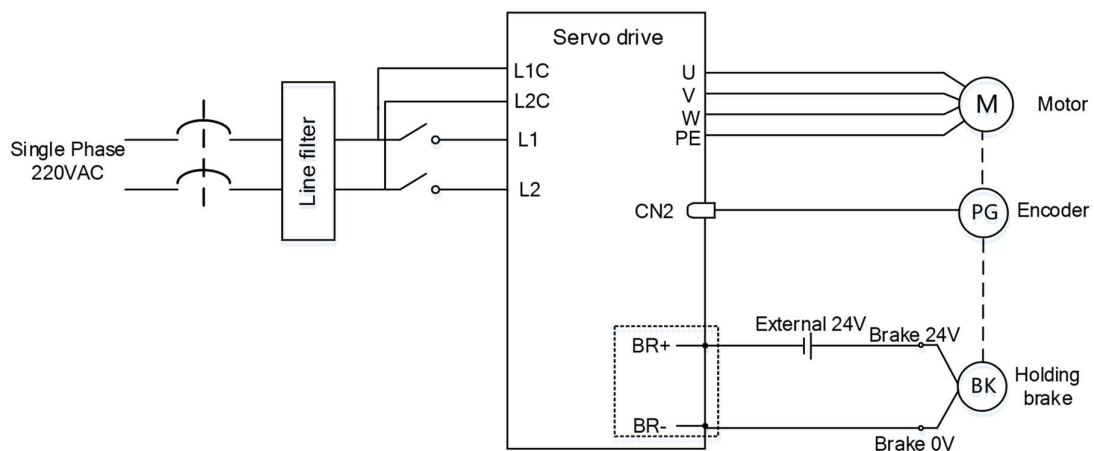 Servo drive
L1C
L2C
L1
L2
Single Phase
220VAC
Line filter
U
V
W
PE
M
Motor
CN2
PG
Encoder
External 24V
Brake 24V
BR+
BK
Holding
brake
BR-
Brake 0V